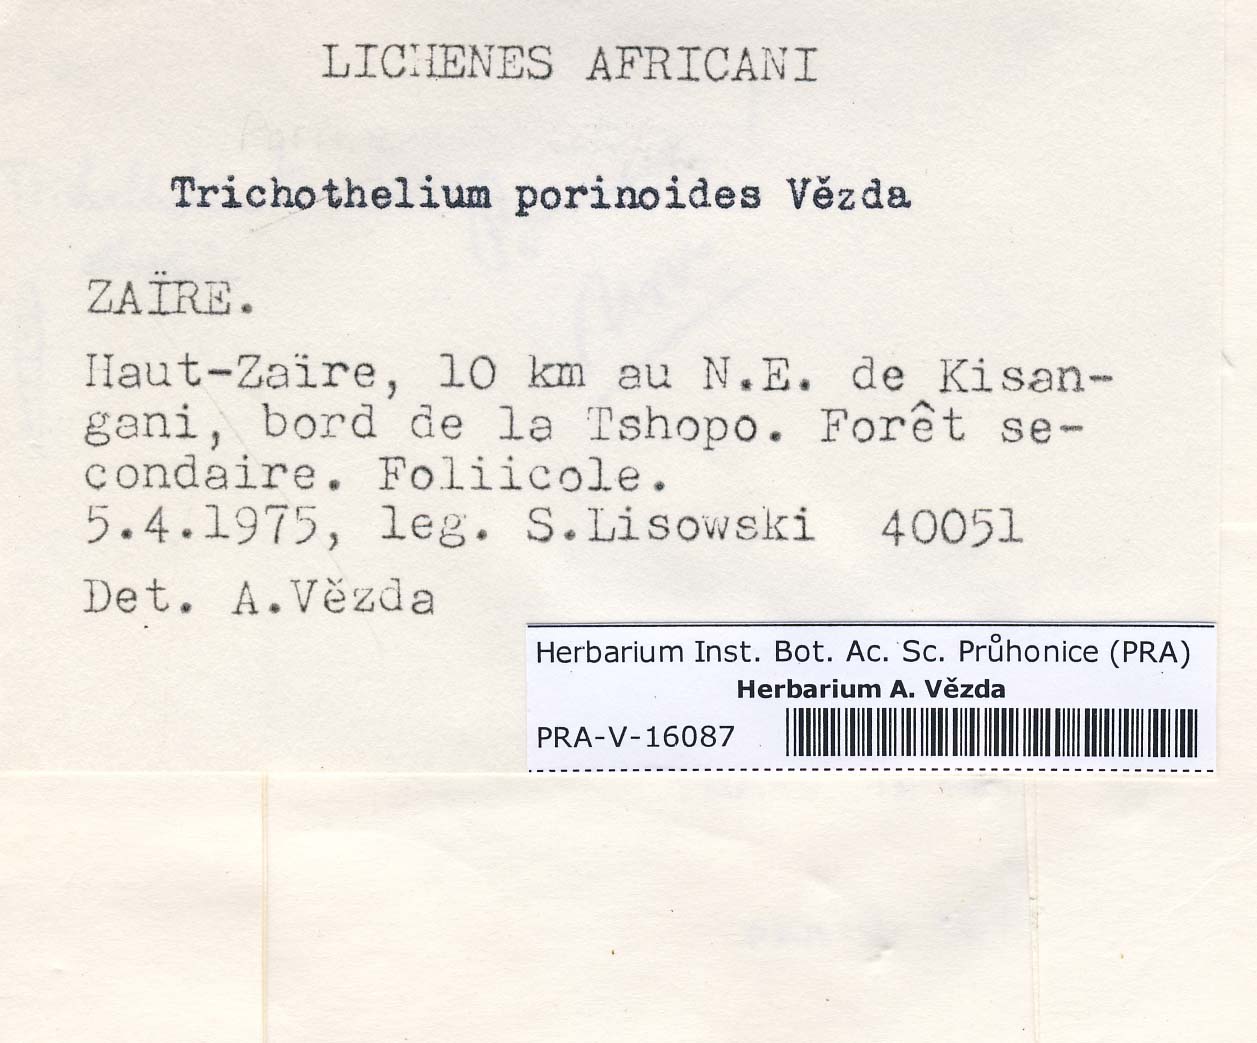 LICHENES AFRICANI
Trichothelium porinoides Vězda
ZAÏRE.
Haut-Zaïre, 10 km au N.E. de Kisan-
gani, bord de la Tshopo. Forêt se-
condaire. Foliicole.
5.4.1975, leg. S.Lisowski 40051
Det. A.Vězda
Herbarium Inst. Bot. Ac. Sc. Průhonice (PRA)
Herbarium A. Vězda
PRA-V-16087